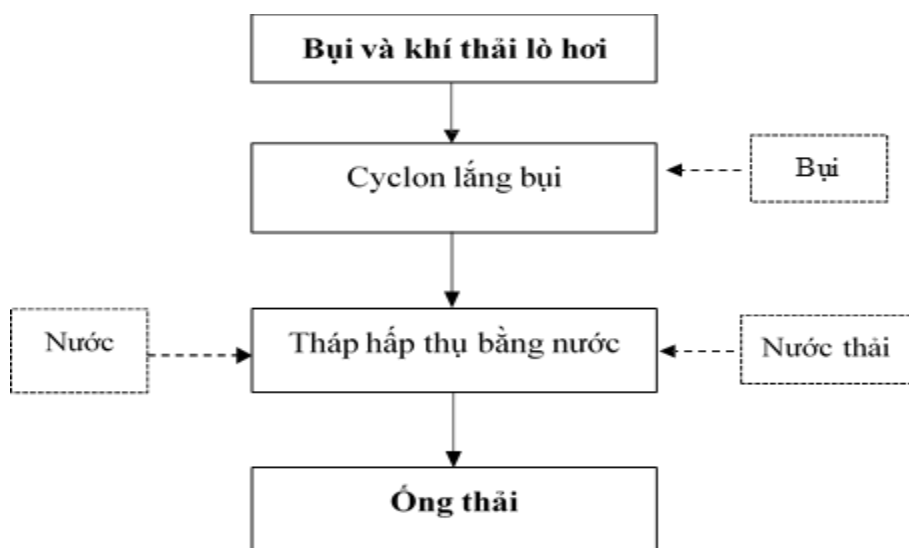 Bụi và khí thải lò hơi
Cyclon lắng bụi
Bụi
Nước
Tháp hấp thụ bằng nước
Nước thải
Ống thải